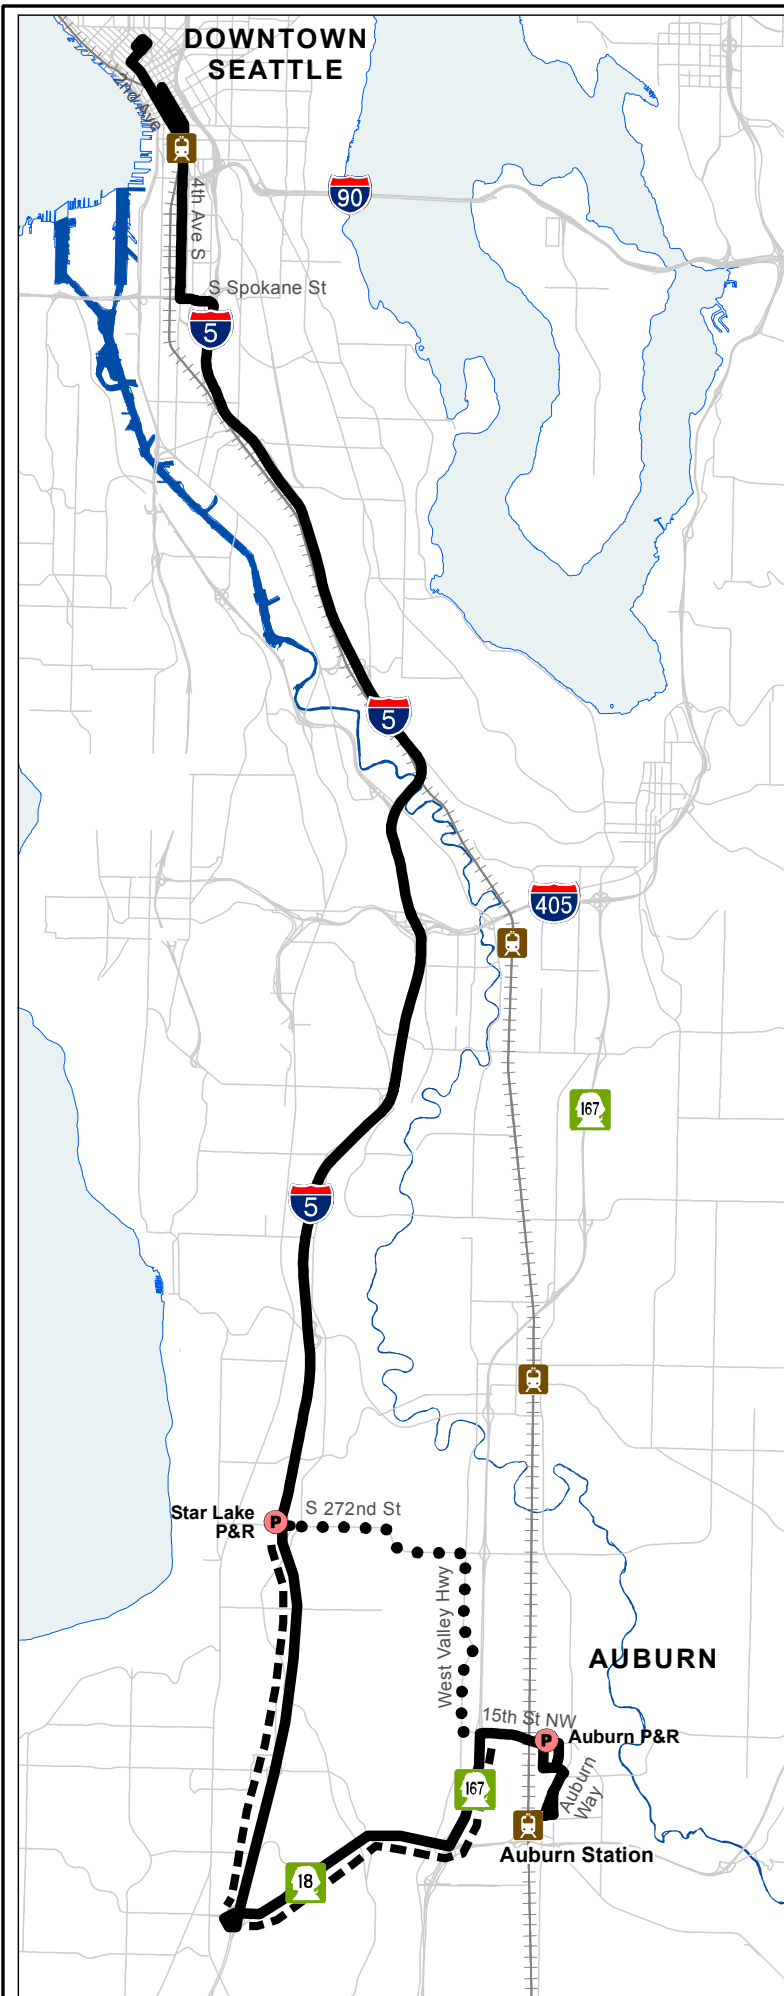 DOWNTOWN
SEATTLE
2nd Ave
90
4th Ave S
S Spokane St
5
5
405
167
5
Star Lake
P&R
P
S 272nd St
West Valley Hwy
AUBURN
15th St NW
P
Auburn P&R
167
Auburn
Way
Auburn Station
18